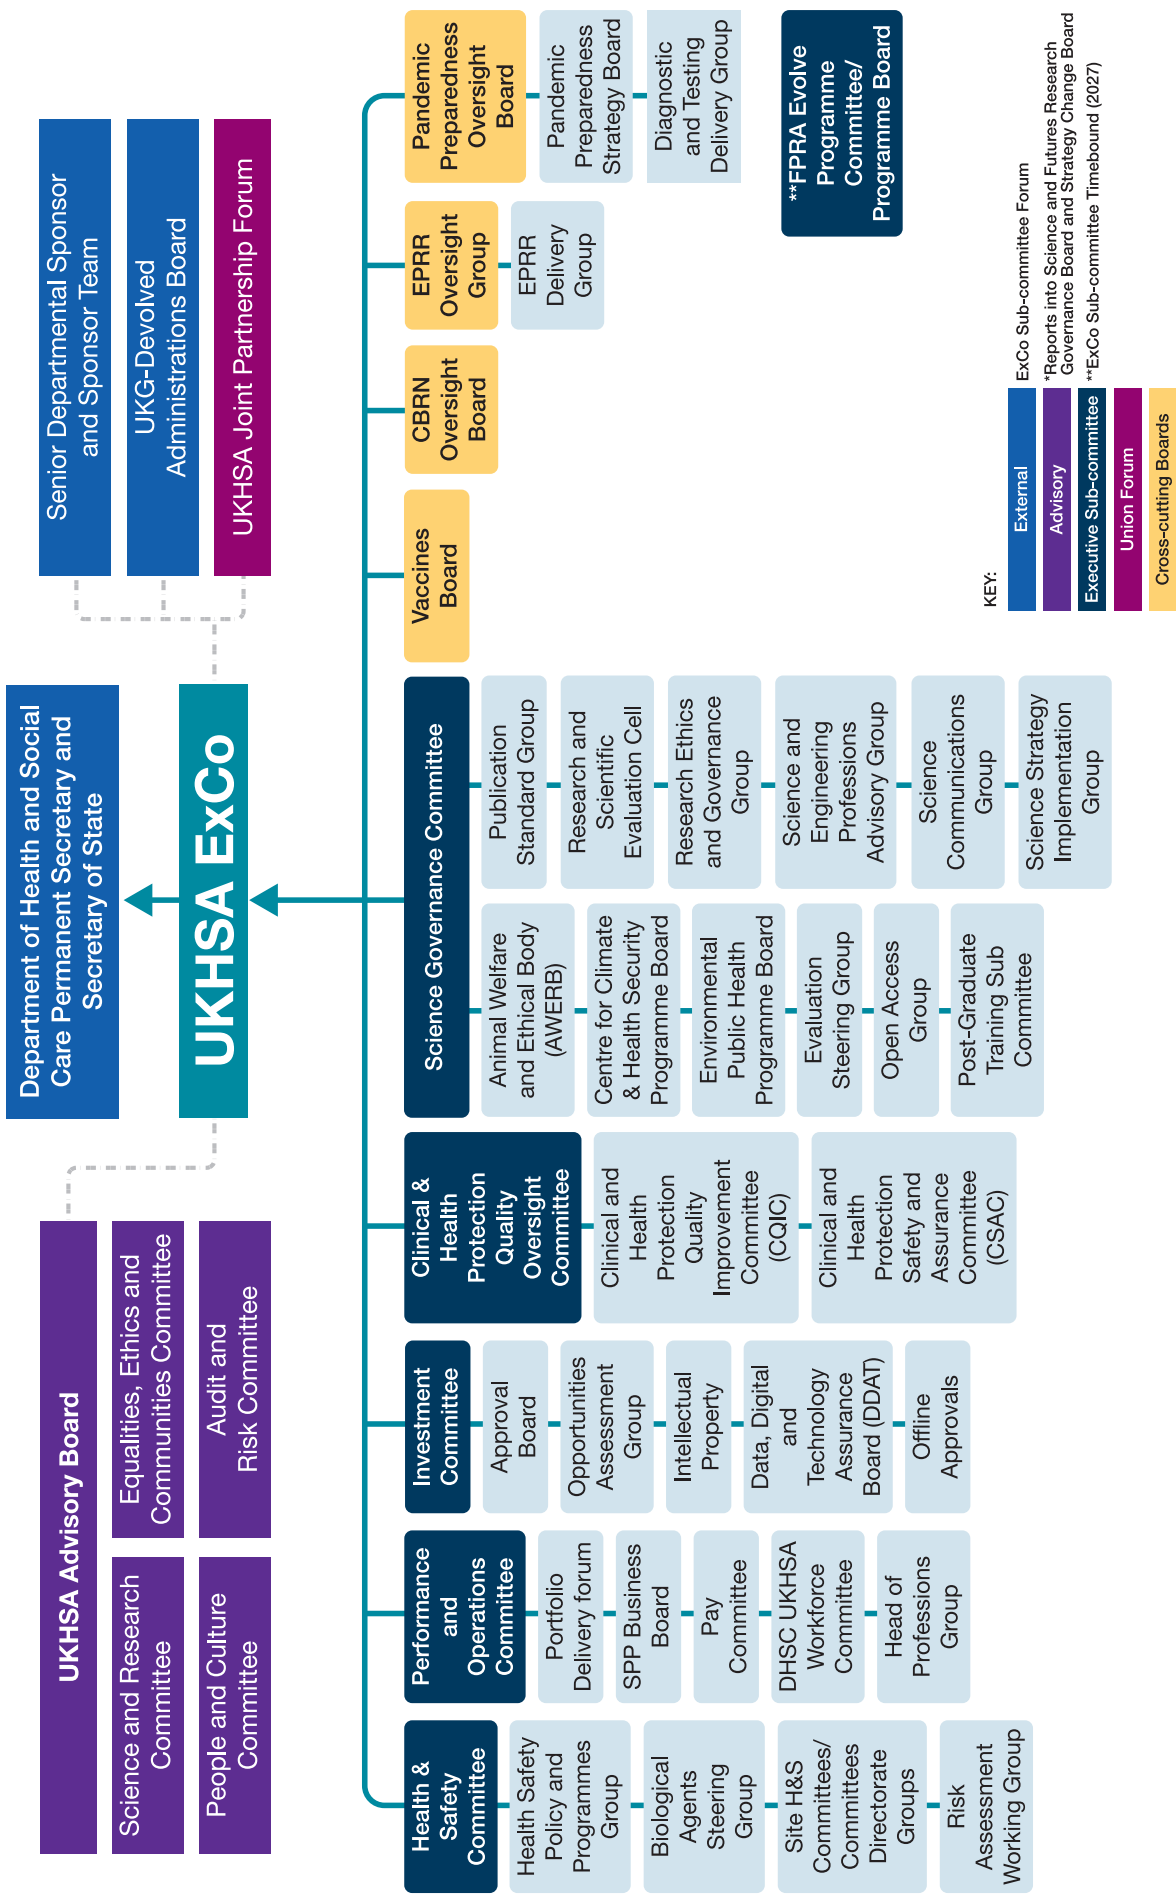 Department of Health and Social
Care Permanent Secretary and
Secretary of State
UKHSA ExCo
UKHSA Advisory Board
Science and Research
Committee
Equalities, Ethics and
Communities Committee
People and Culture
Committee
Audit and
Risk Committee
Senior Departmental Sponsor
and Sponsor Team
UKG-Devolved
Administrations Board
UKHSA Joint Partnership Forum
Health &
Safety
Committee
Health Safety
Policy and
Programmes
Group
Biological
Agents
Steering
Group
Site H&S
Committees/
Committees
Directorate
Groups
Risk
Assessment
Working Group
Performance
and
Operations
Committee
Portfolio
Delivery forum
SPP Business
Board
Pay
Committee
DHSC UKHSA
Workforce
Committee
Head of
Professions
Group
Investment
Committee
Approval
Board
Opportunities
Assessment
Group
Intellectual
Property
Data, Digital
and
Technology
Assurance
Board (DDAT)
Offline
Approvals
Clinical &
Health
Protection
Quality
Oversight
Committee
Clinical and
Health
Protection
Quality
Improvement
Committee
(CQIC)
Clinical and
Health
Protection
Safety and
Assurance
Committee
(CSAC)
Science Governance Committee
Animal Welfare
and Ethical Body
(AWERB)
Centre for Climate
& Health Security
Programme Board
Environmental
Public Health
Programme Board
Evaluation
Steering Group
Open Access
Group
Post-Graduate
Training Sub
Committee
Publication
Standard Group
Research and
Scientific
Evaluation Cell
Research Ethics
and Governance
Group
Science and
Engineering
Professions
Advisory Group
Science
Communications
Group
Science Strategy
Implementation
Group
Vaccines
Board
CBRN
Oversight
Board
EPRR
Oversight
Group
EPRR
Delivery
Group
Pandemic
Preparedness
Oversight
Board
Pandemic
Preparedness
Strategy Board
Diagnostic
and Testing
Delivery Group
**FPRA Evolve
Programme
Committee/
Programme Board
KEY:
External
Advisory
Executive Sub-committee
Union Forum
Cross-cutting Boards
ExCo Sub-committee Forum
*Reports into Science and Futures Research
Governance Board and Strategy Change Board
**ExCo Sub-committee Timebound (2027)